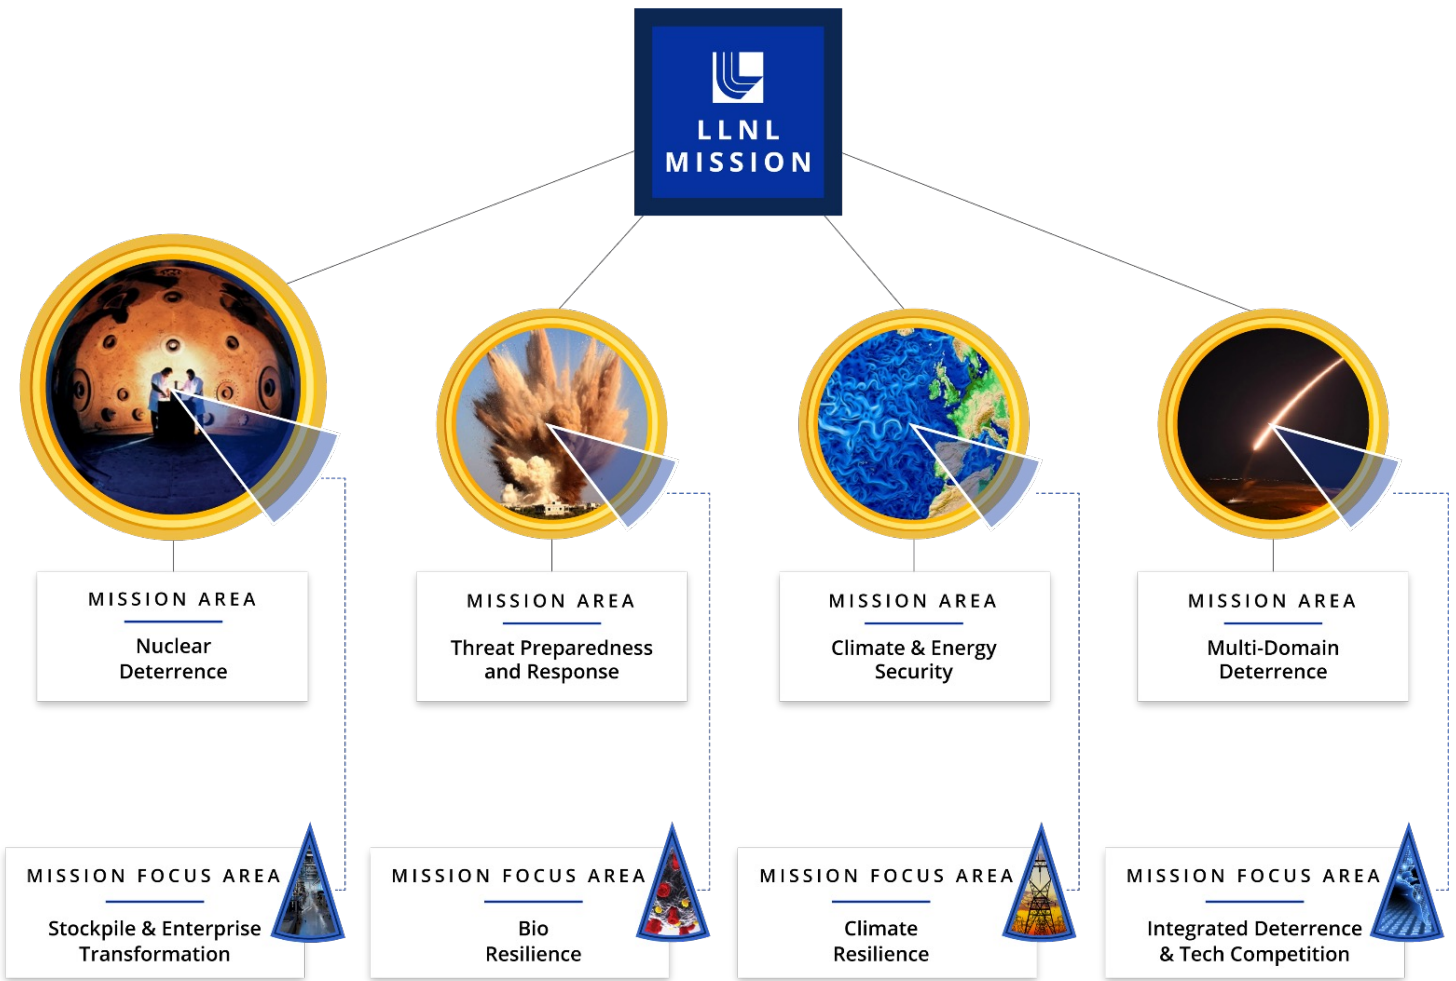 LLNL
MISSION
MISSION AREA
Nuclear
Deterrence
MISSION AREA
Threat Preparedness
and Response
MISSION AREA
Climate & Energy
Security
MISSION AREA
Multi-Domain
Deterrence
MISSION FOCUS AREA
Stockpile & Enterprise
Transformation
MISSION FOCUS AREA
Bio
Resilience
MISSION FOCUS AREA
Climate
Resilience
MISSION FOCUS AREA
Integrated Deterrence
& Tech Competition